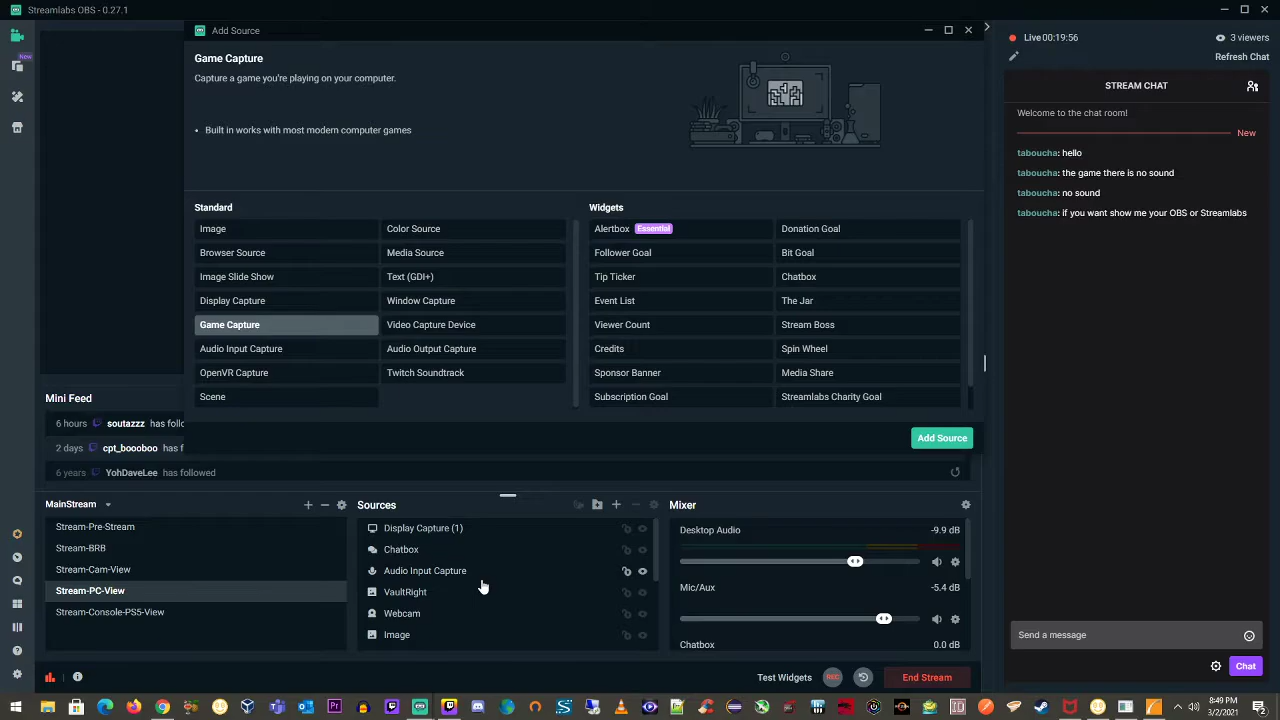 Streamlabs OBS - 0.27.1
New
Add Source
Game Capture
Capture a game you're playing on your computer.
• Built in works with most modern computer games
Standard
Image
Color Source
Browser Source
Media Source
Image Slide Show
Text (GDI+)
Display Capture
Window Capture
Game Capture
Video Capture Device
Audio Input Capture
Audio Output Capture
OpenVR Capture
Twitch Soundtrack
Scene
Widgets
Alertbox Essential
Donation Goal
Follower Goal
Bit Goal
Tip Ticker
Chatbox
Event List
The Jar
Viewer Count
Stream Boss
Credits
Spin Wheel
Sponsor Banner
Media Share
Subscription Goal
Streamlabs Charity Goal
Add Source
Mini Feed
6 hours soutazzz has follo
2 days cpt_boooboo has f
6 years YohDaveLee has followed
MainStream
Stream-Pre-Stream
Stream-BRB
Stream-Cam-View
Stream-PC-View
Stream-Console-PS5-View
Sources
Display Capture (1)
Chatbox
Audio Input Capture
VaultRight
Webcam
Image
Mixer
Desktop Audio -9.9 dB
Mic/Aux -5.4 dB
Chatbox 0.0 dB
Test Widgets REC End Stream
Live 00:19:56 3 viewers
Refresh Chat
STREAM CHAT
Welcome to the chat room!
New
taboucha: hello
taboucha: the game there is no sound
taboucha: no sound
taboucha: if you want show me your OBS or Streamlabs
Send a message
Chat
Pr
8:49 PM
3/2/2021